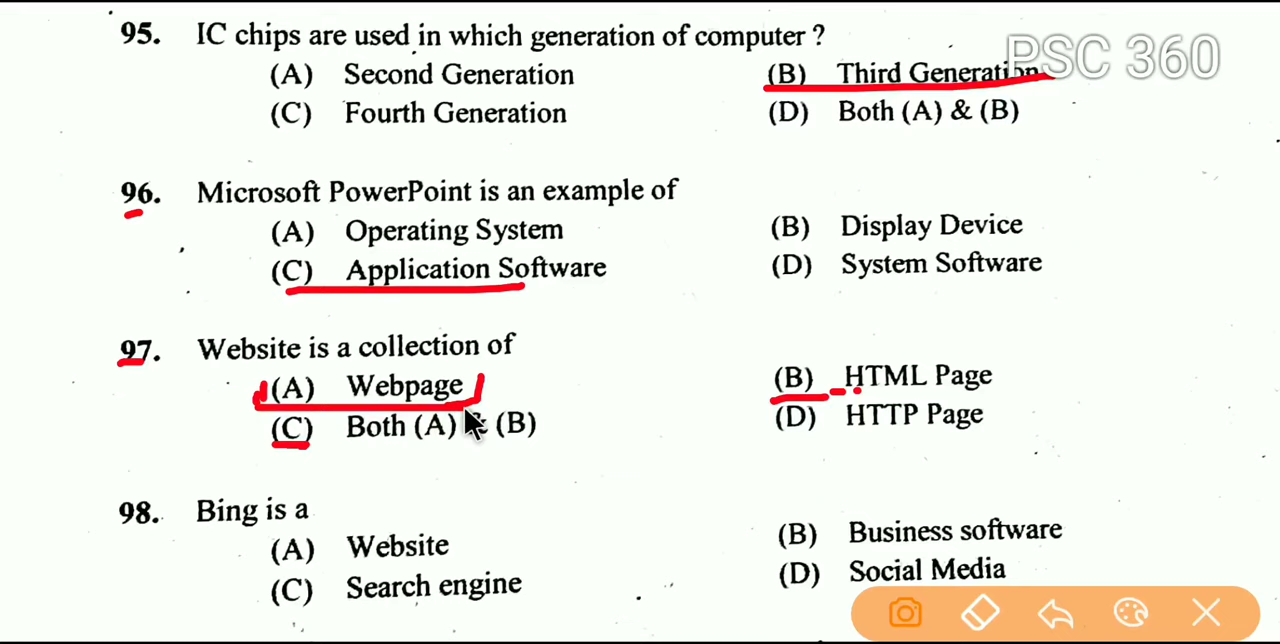 PSC 360
95. IC chips are used in which generation of computer ?
(A) Second Generation (B) Third Generation
(C) Fourth Generation (D) Both (A) & (B)
96. Microsoft PowerPoint is an example of
(A) Operating System (B) Display Device
(C) Application Software (D) System Software
97. Website is a collection of
(A) Webpage (B) HTML Page
(C) Both (A) & (B) (D) HTTP Page
98. Bing is a
(A) Website (B) Business software
(C) Search engine (D) Social Media